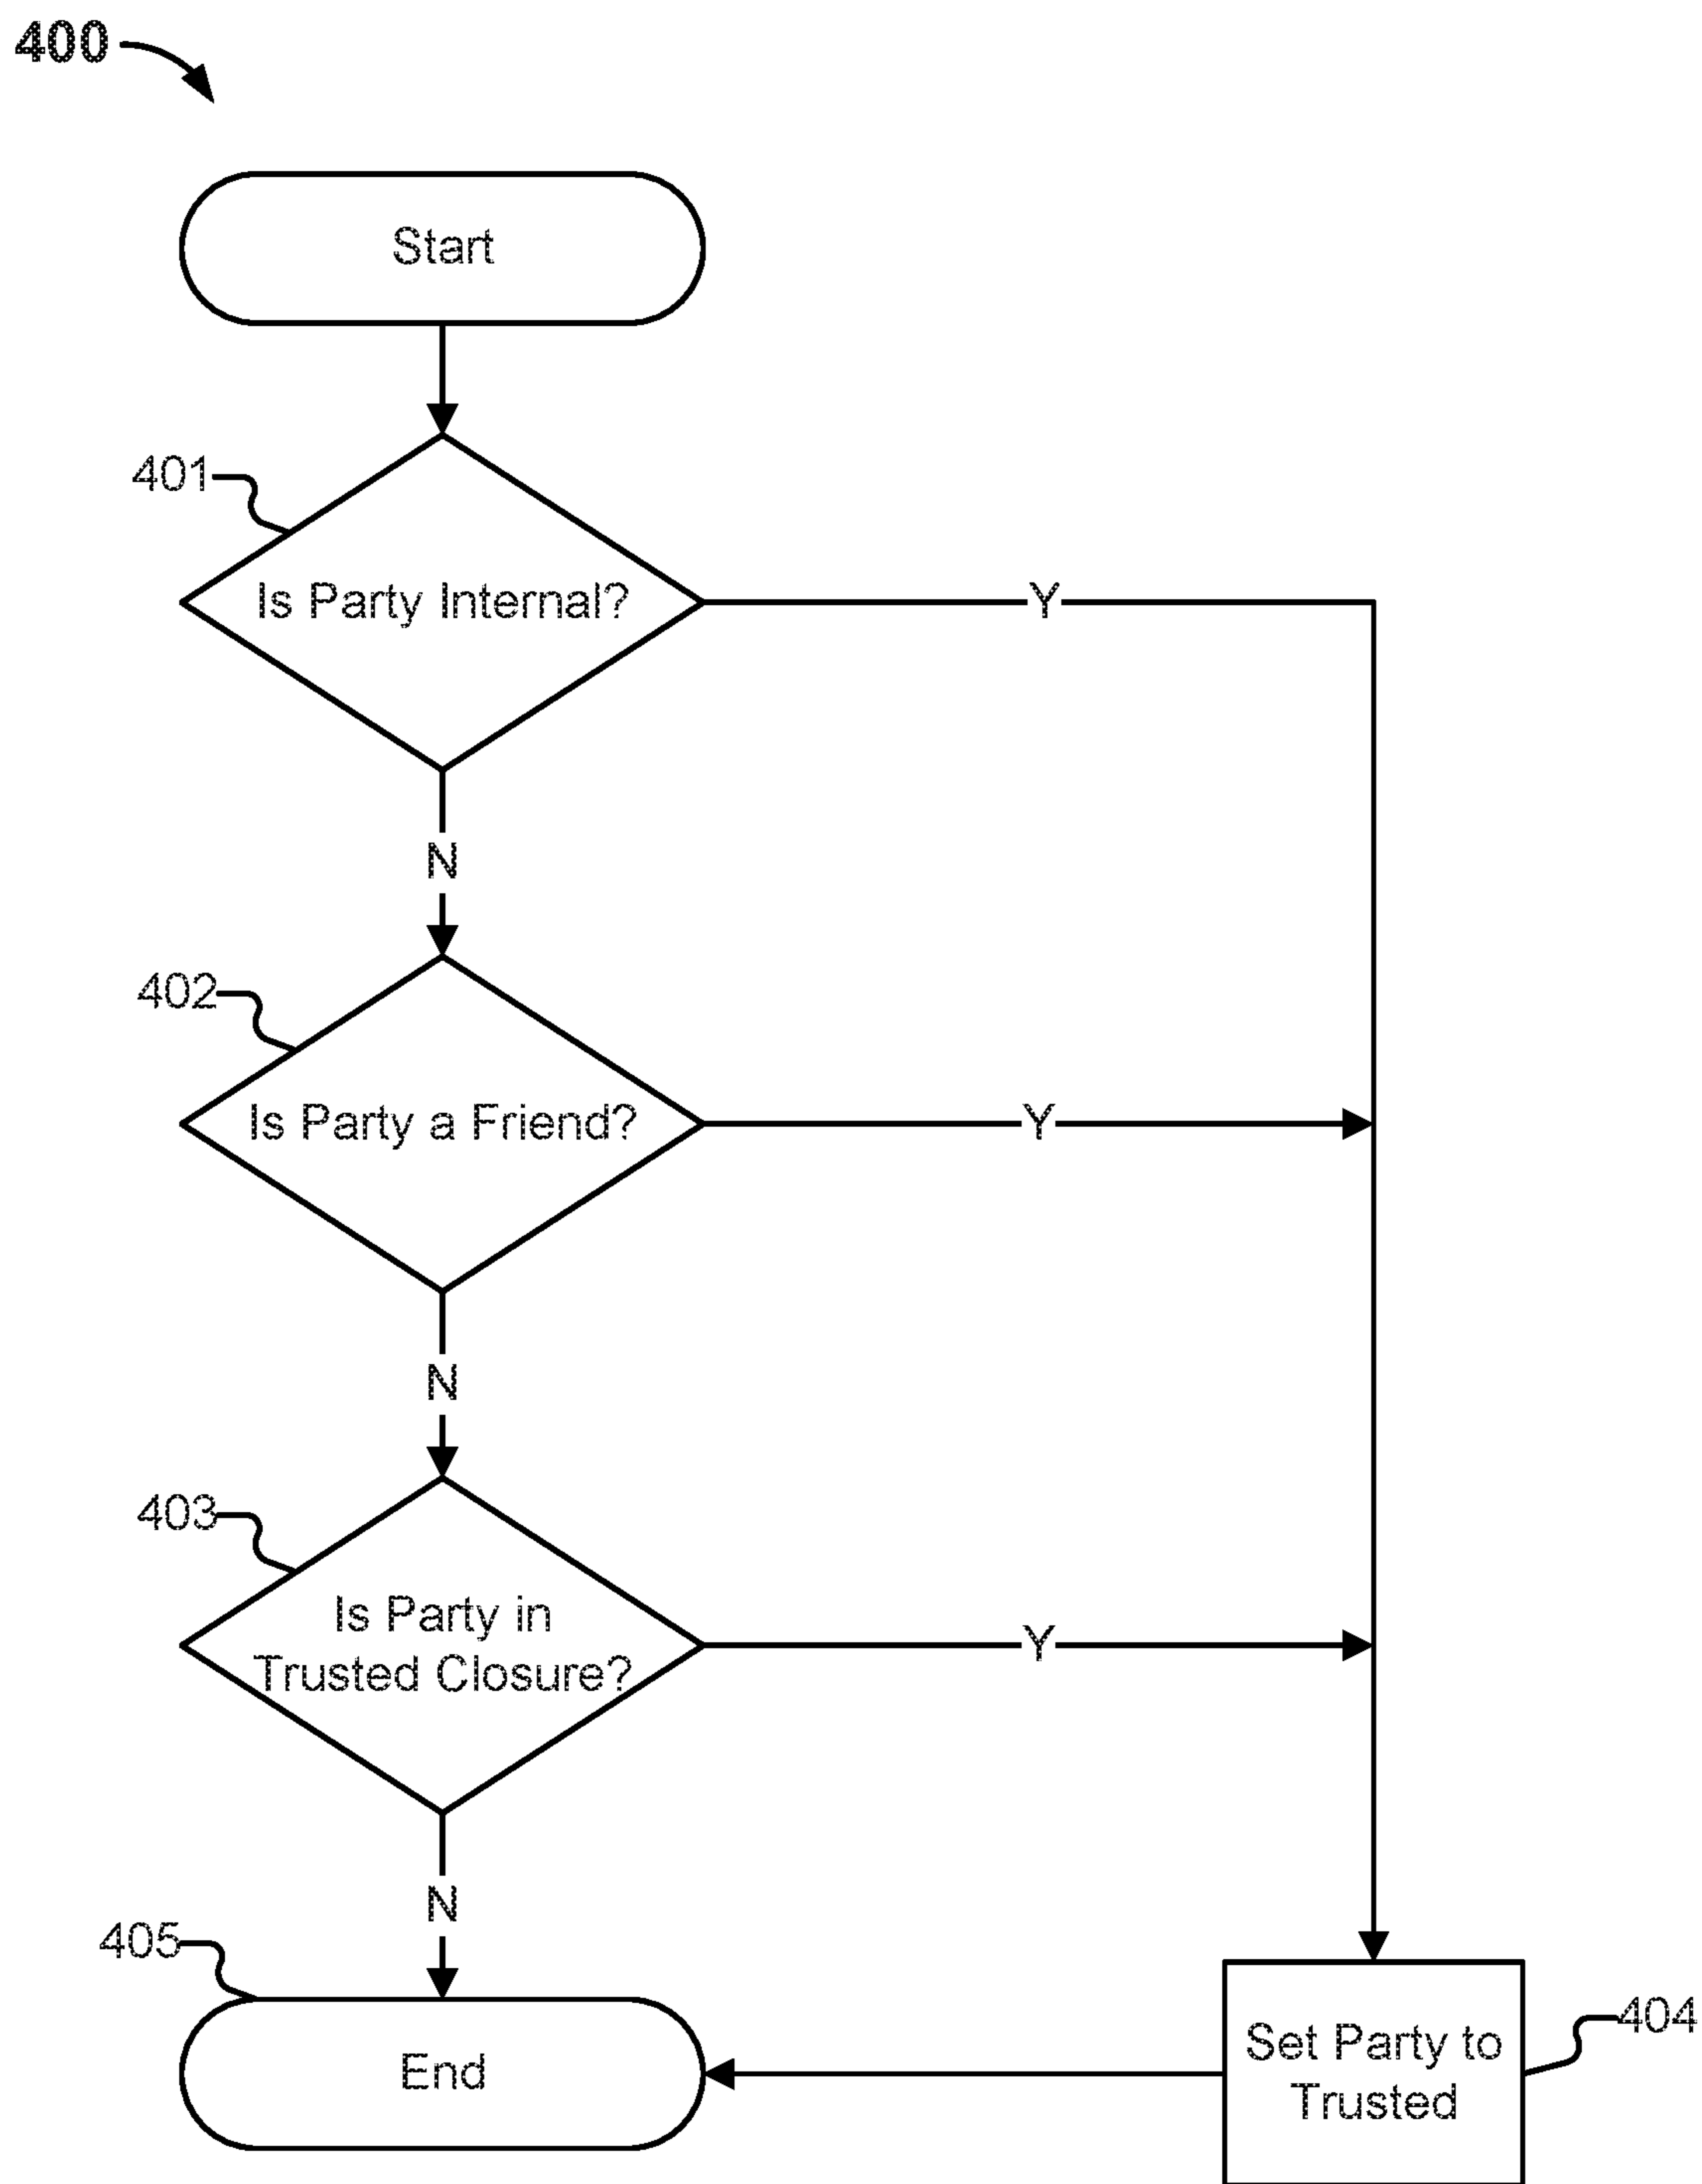 400
Start
401
Is Party Internal?
Y
N
402
Is Party a Friend?
Y
N
403
Is Party in
Trusted Closure?
Y
N
405
End
Set Party to
Trusted
404